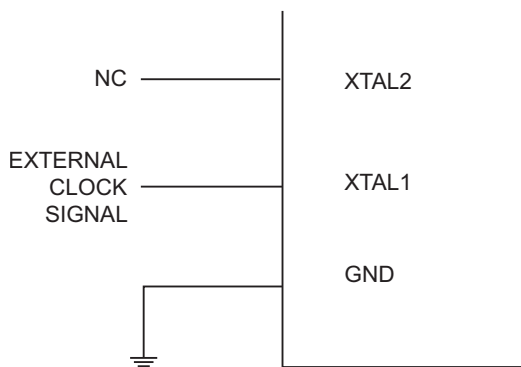 NC
XTAL2
EXTERNAL
CLOCK
SIGNAL
XTAL1
GND